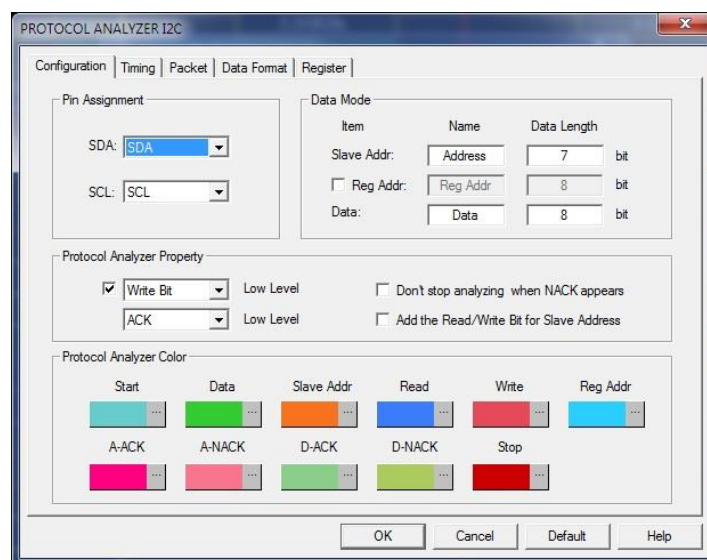 PROTOCOL ANALYZER I2C
Configuration Timing Packet Data Format Register
Pin Assignment
SDA: SDA
SCL: SCL
Data Mode
Item Name Data Length
Slave Addr: Address 7 bit
Reg Addr: Reg Addr 8 bit
Data: Data 8 bit
Protocol Analyzer Property
Write Bit Low Level Don't stop analyzing when NACK appears
ACK Low Level Add the Read/Write Bit for Slave Address
Protocol Analyzer Color
Start Data Slave Addr Read Write Reg Addr
... ... ... ... ... ...
A-ACK A-NACK D-ACK D-NACK Stop
... ... ... ... ...
OK Cancel Default Help